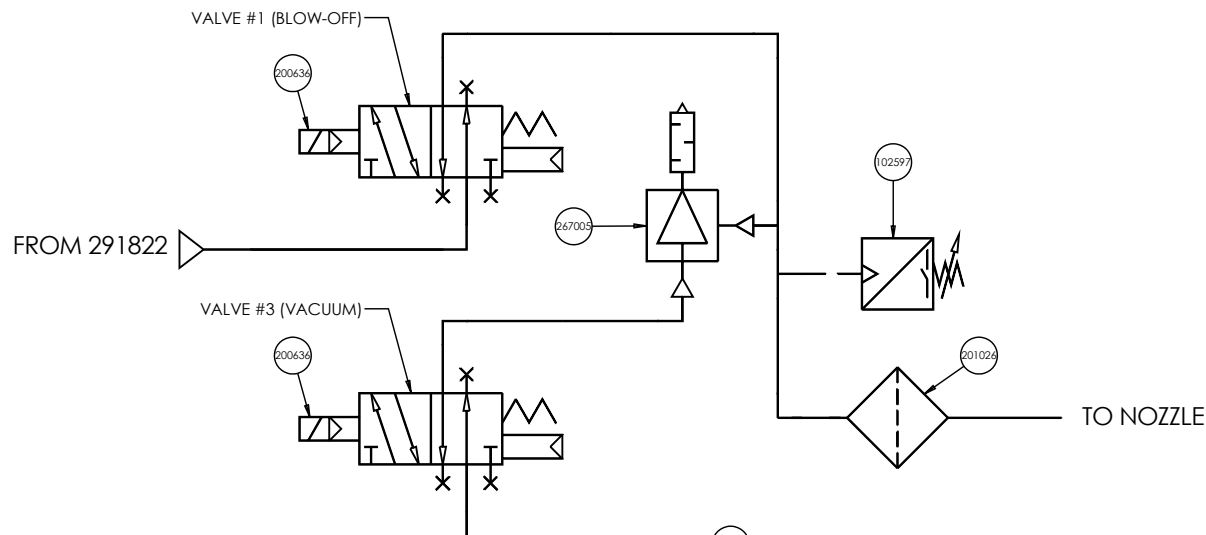 VALVE #1 (BLOW-OFF)
200636
102597
267005
FROM 291822
VALVE #3 (VACUUM)
200636
201026
TO NOZZLE